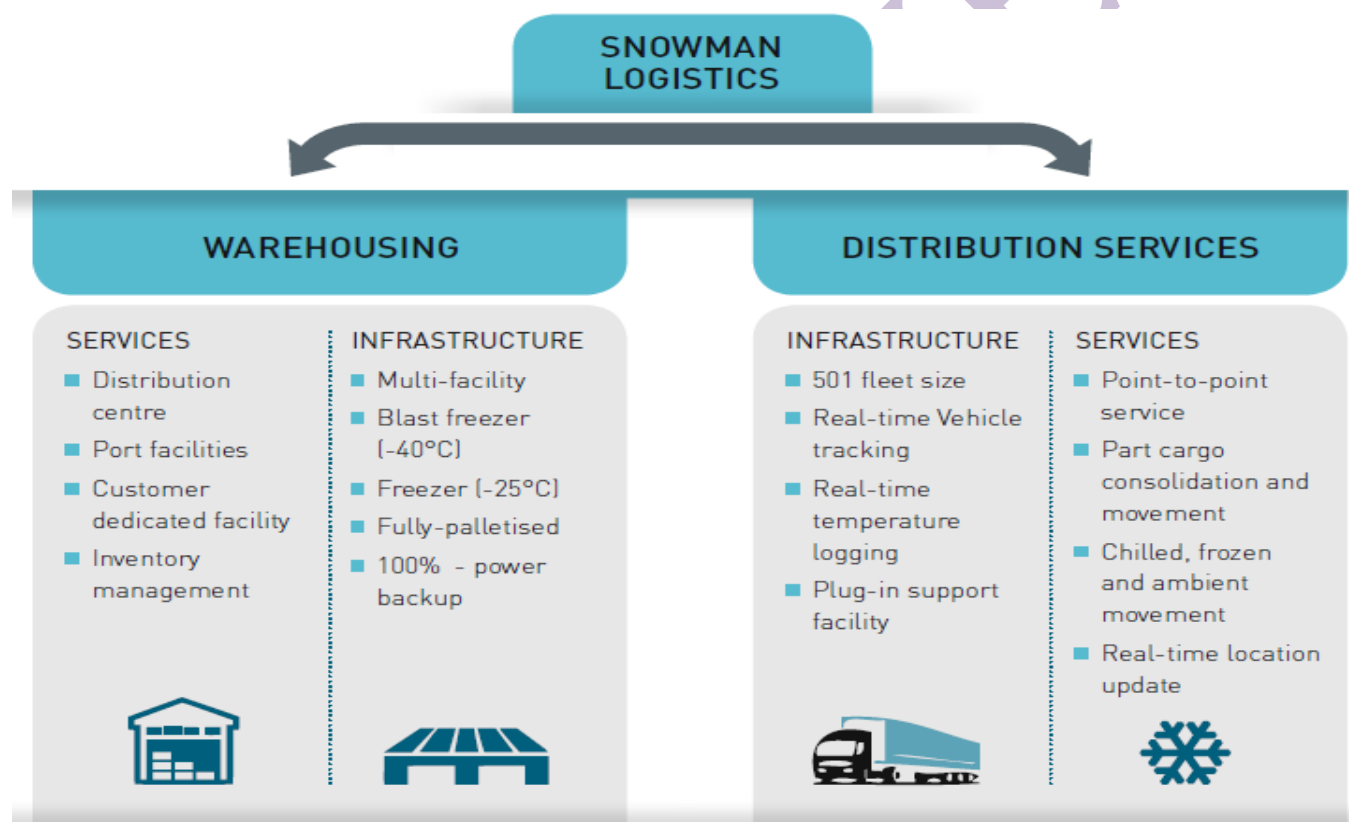 SNOWMAN
LOGISTICS
WAREHOUSING
SERVICES
Distribution
centre
Port facilities
Customer
dedicated facility
Inventory
management
INFRASTRUCTURE
Multi-facility
Blast freezer
(-40°C)
Freezer (-25°C)
Fully-palletised
100% - power
backup
DISTRIBUTION SERVICES
INFRASTRUCTURE
501 fleet size
Real-time Vehicle
tracking
Real-time
temperature
logging
Plug-in support
facility
SERVICES
Point-to-point
service
Part cargo
consolidation and
movement
Chilled, frozen
and ambient
movement
Real-time location
update